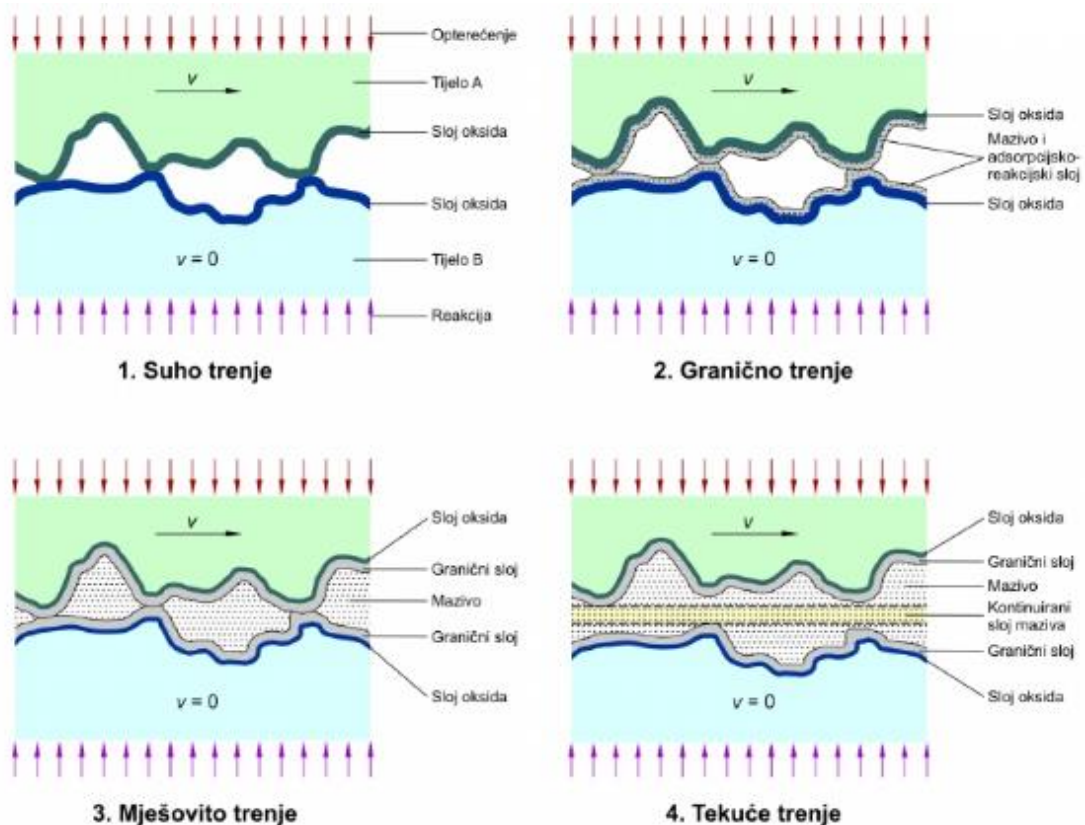 Opterećenje
v
Tijelo A
Sloj oksida
Sloj oksida
v = 0
Tijelo B
Reakcija
1. Suho trenje
v
Sloj oksida
Mazivo i
adsorpcijsko-
reakcijski sloj
Sloj oksida
v = 0
2. Granično trenje
v
Sloj oksida
Granični sloj
Mazivo
Granični sloj
Sloj oksida
v = 0
3. Mješovito trenje
v
Sloj oksida
Granični sloj
Mazivo
Kontinuirani
sloj maziva
Granični sloj
Sloj oksida
v = 0
4. Tekuće trenje